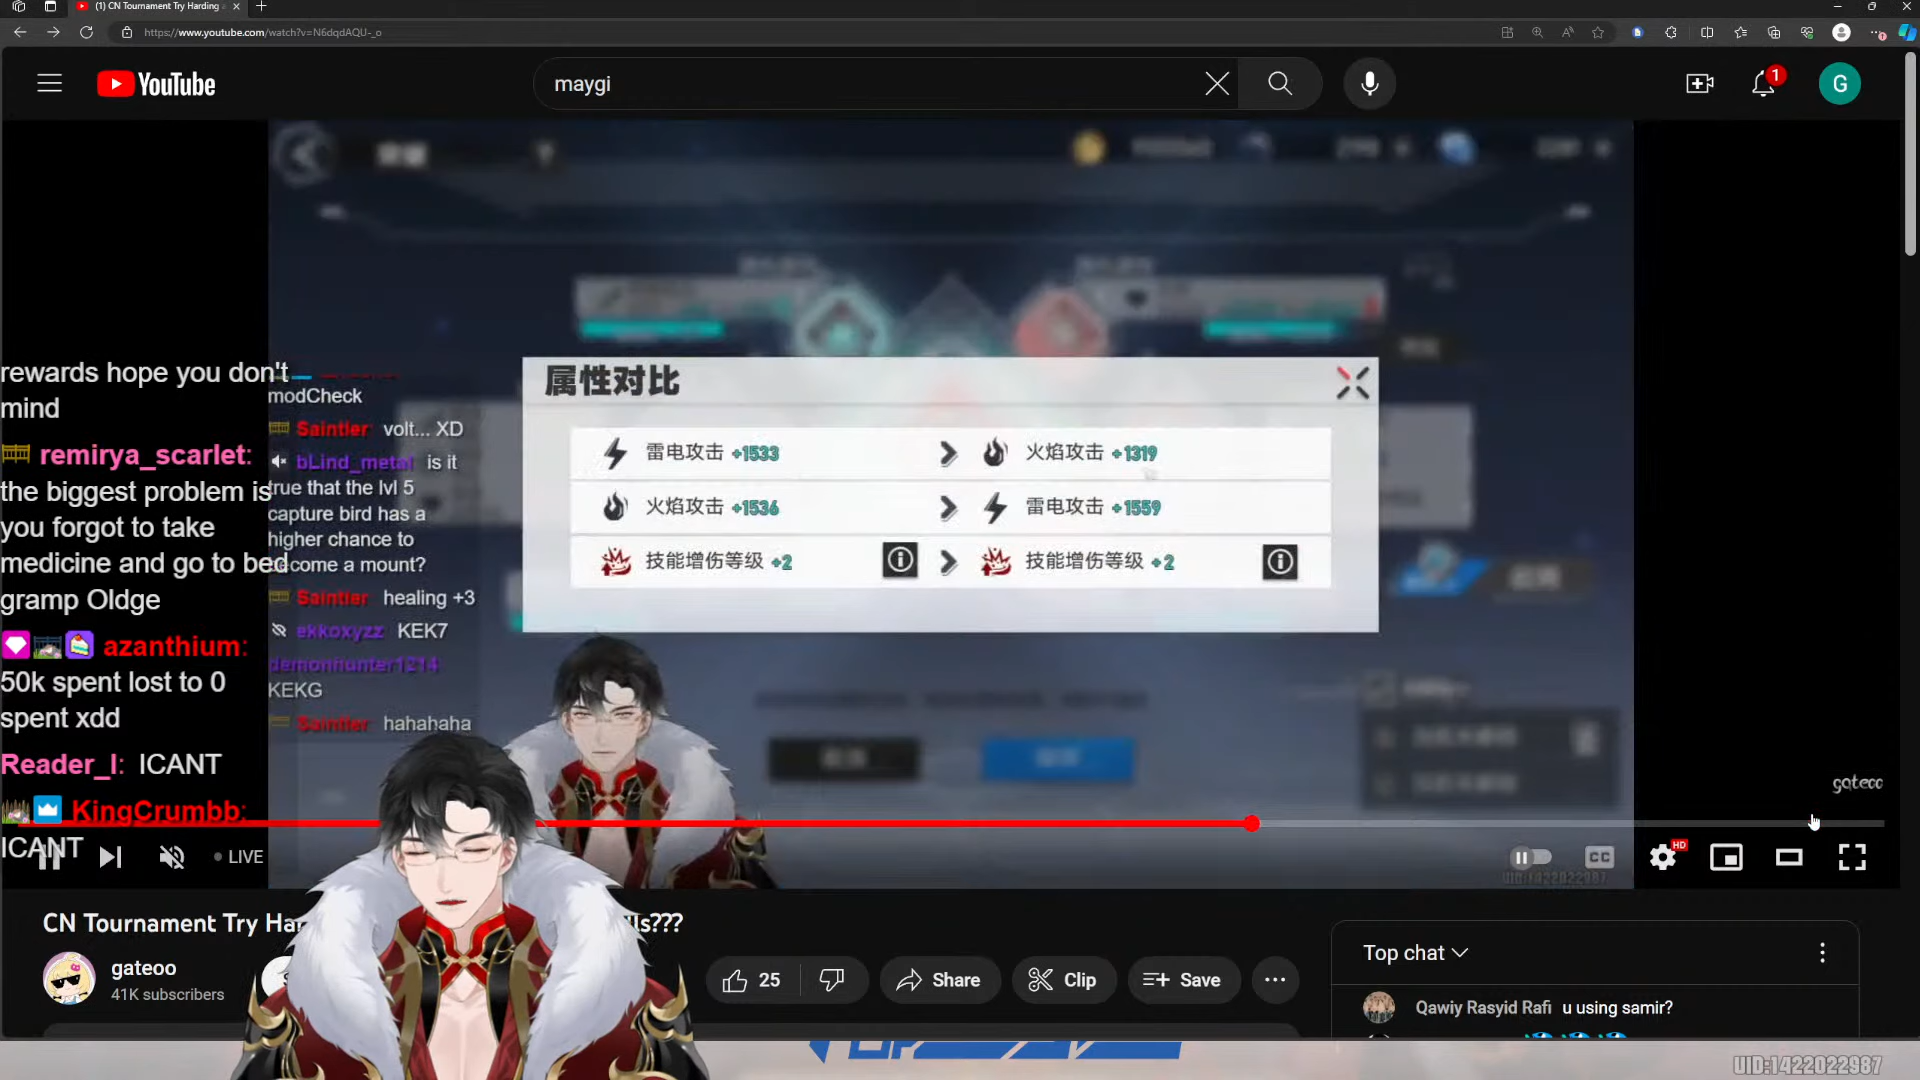 (1) CN Tournament Try Harding
https://www.youtube.com/watch?v=N6dqdAQU-_o
YouTube
maygi
1
G
属性对比
雷电攻击 +1533
火焰攻击 +1319
火焰攻击 +1536
雷电攻击 +1559
技能增伤等级 +2
技能增伤等级 +2
rewards hope you don't
mind
remirya_scarlet:
the biggest problem is
you forgot to take
medicine and go to bed
gramp Oldge
azanthium:
50k spent lost to 0
spent xdd
Reader_I: ICANT
KingCrumbb:
ICANT
modCheck
Saintler volt... XD
bLind_metal is it
true that the lvl 5
capture bird has a
higher chance to
become a mount?
Saintler healing +3
ekkoxyzz KEK7
demonhunter1214
KEKG
Saintler hahahaha
gateoo
LIVE
CC
HD
UID:1422022987
CN Tournament Try Ha
ls???
gateoo
41K subscribers
25
Share
Clip
Save
Top chat
Qawiy Rasyid Rafi u using samir?
UID:1422022987